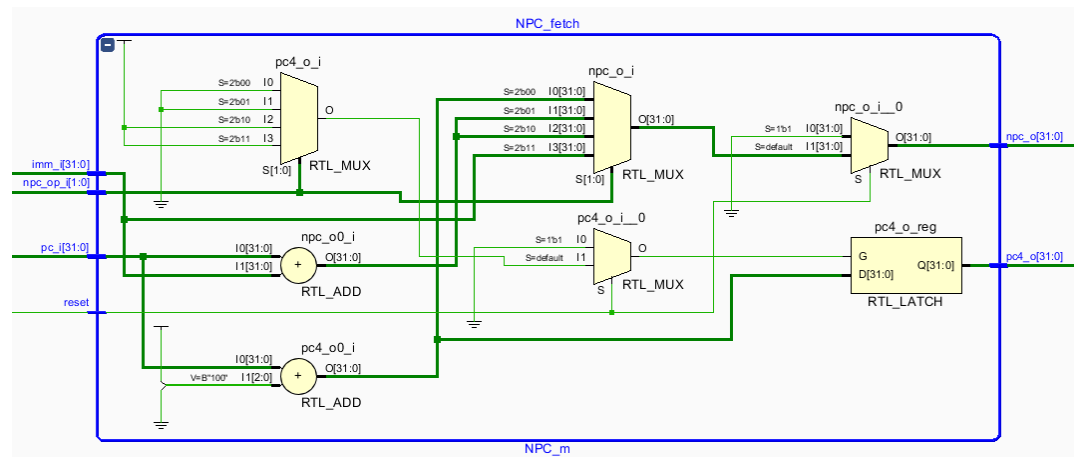 NPC_fetch
pc4_o_i
S=2'b00 I0
S=2'b01 I1
S=2'b10 I2
S=2'b11 I3
O
S[1:0]
RTL_MUX
npc_o_i
S=2'b00 I0[31:0]
S=2'b01 I1[31:0]
S=2'b10 I2[31:0]
S=2'b11 I3[31:0]
O[31:0]
S[1:0]
RTL_MUX
npc_o_i__0
S=1'b1 I0[31:0]
S=default I1[31:0]
O[31:0]
S
RTL_MUX
npc_o[31:0]
imm_i[31:0]
npc_op_i[1:0]
pc_i[31:0]
reset
npc_o0_i
I0[31:0]
I1[31:0]
+
O[31:0]
RTL_ADD
pc4_o_i__0
S=1'b1 I0
S=default I1
O
S
RTL_MUX
pc4_o_reg
G
D[31:0]
Q[31:0]
RTL_LATCH
pc4_o[31:0]
pc4_o0_i
I0[31:0]
V=B"100" I1[2:0]
+
O[31:0]
RTL_ADD
NPC_m